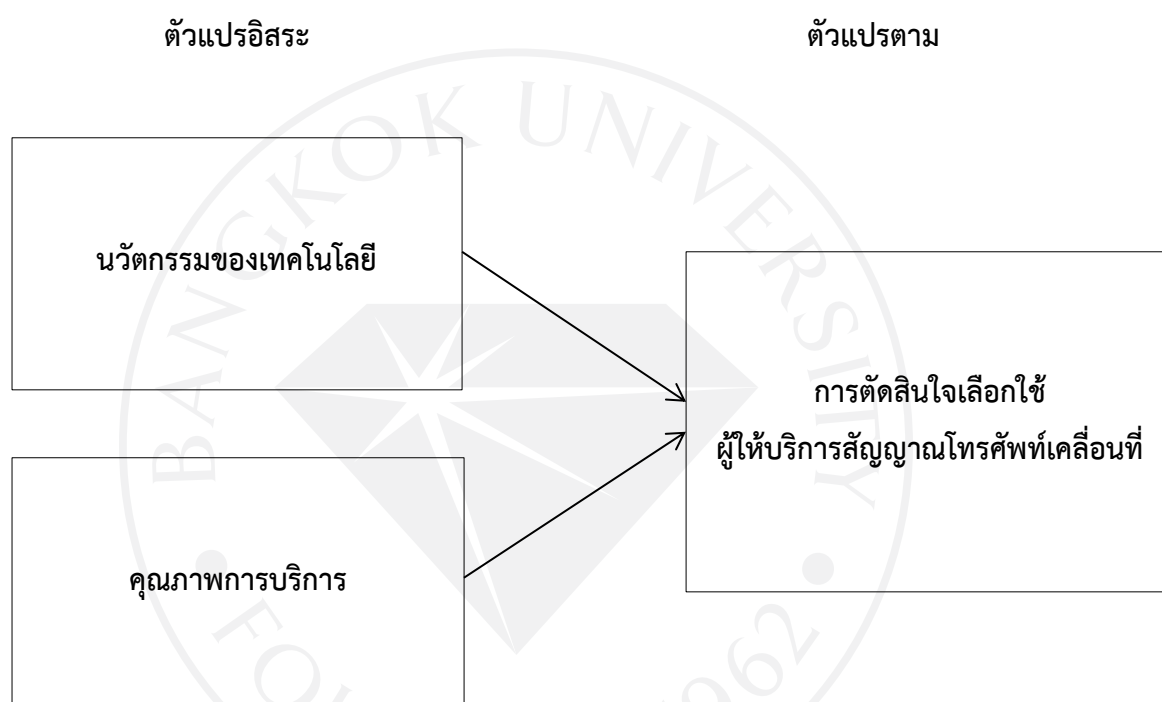 ตัวแปรอิสระ
ตัวแปรตาม
นวัตกรรมของเทคโนโลยี
การตัดสินใจเลือกใช้
ผู้ให้บริการสัญญาณโทรศัพท์เคลื่อนที่
คุณภาพการบริการ
BANGKOK UNIVERSITY